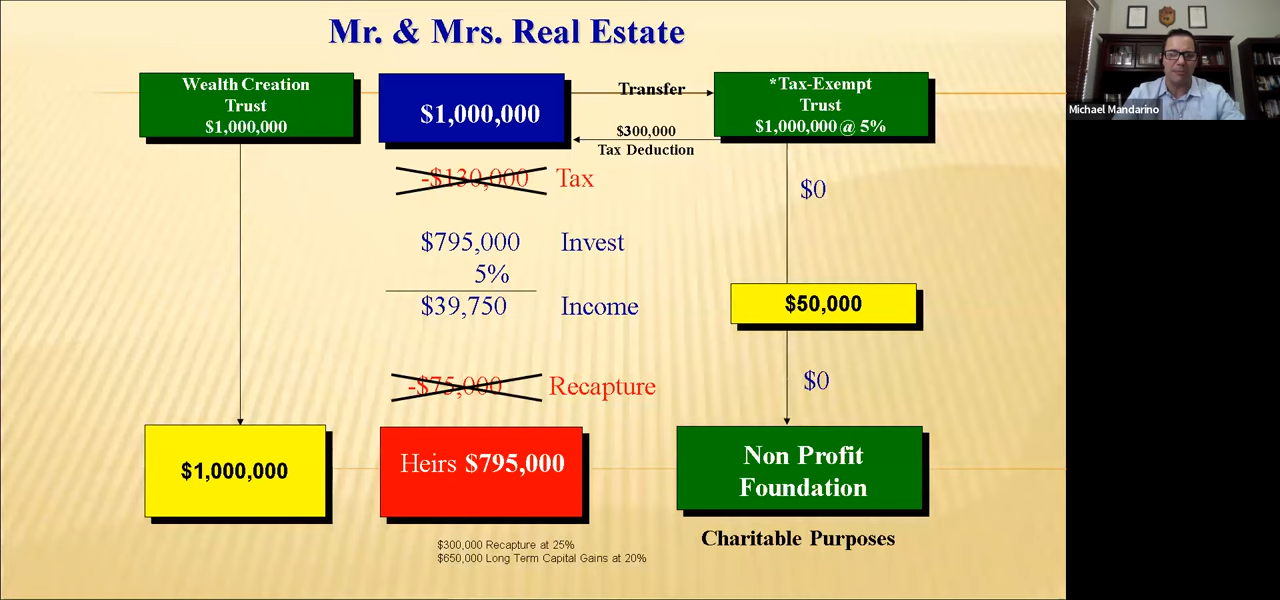 Mr. & Mrs. Real Estate
Wealth Creation
Trust
$1,000,000
$1,000,000
Transfer
$300,000
Tax Deduction
*Tax-Exempt
Trust
$1,000,000 @ 5%
-$130,000 Tax
$0
$795,000 Invest
5%
$39,750 Income
$50,000
-$75,000 Recapture
$0
$1,000,000
Heirs $795,000
Non Profit
Foundation
Charitable Purposes
$300,000 Recapture at 25%
$650,000 Long Term Capital Gains at 20%
Michael Mandarino